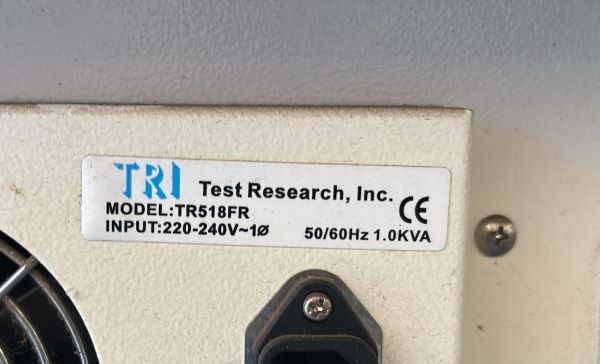 TRI Test Research, Inc.
MODEL:TR518FR CE
INPUT:220-240V~1Ø 50/60Hz 1.0KVA